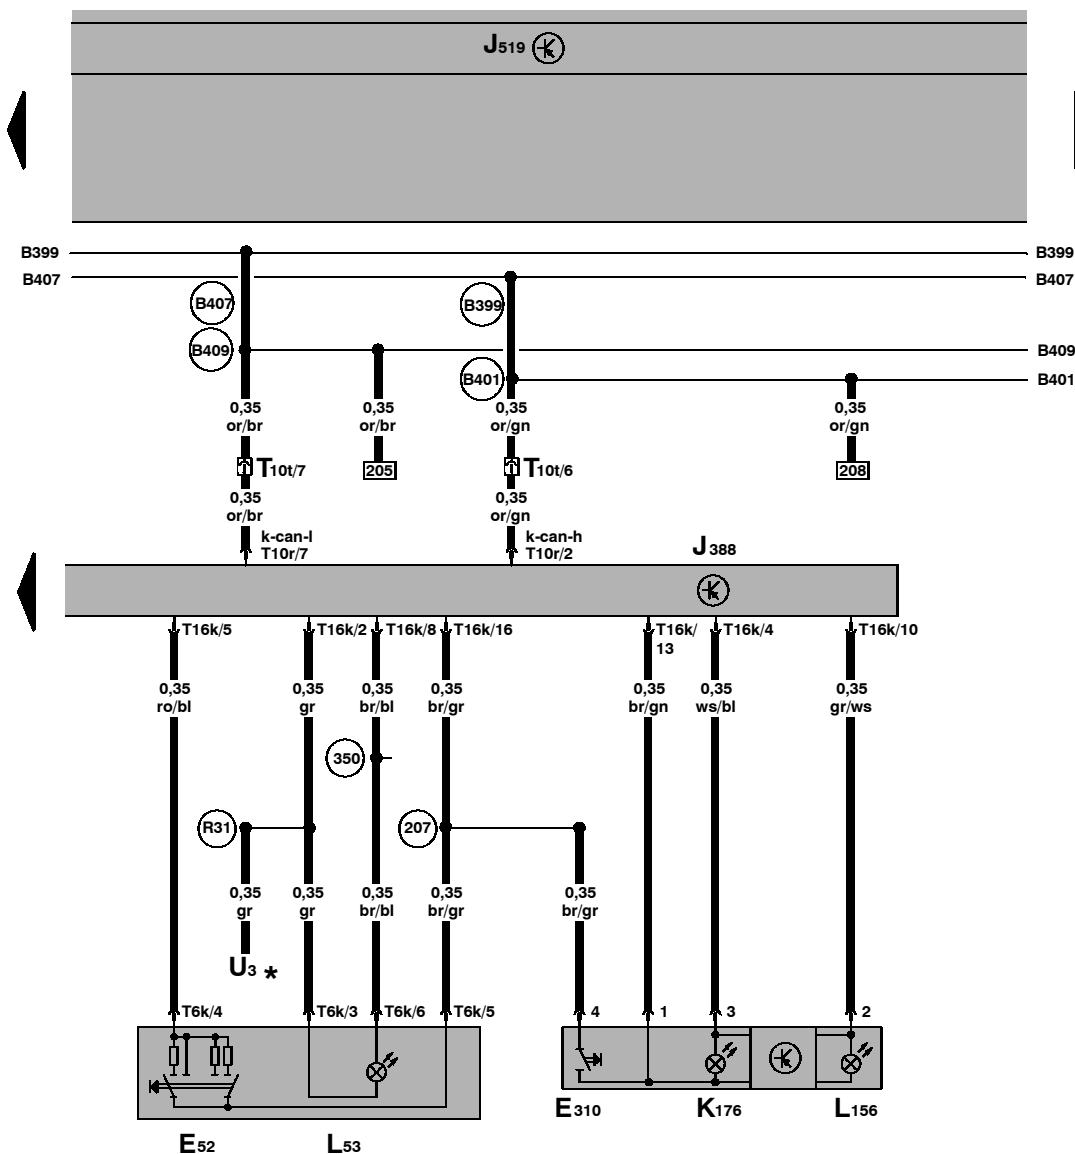 J519
B399 B399
B407 B407
B407
B399
B409 B409
B401 B401
0,35 0,35 0,35 0,35
or/br or/br or/gn or/gn
T10t/7 205 T10t/6 208
0,35 0,35
or/br or/gn
k-can-l k-can-h
T10r/7 T10r/2
J388
T16k/5 T16k/2 T16k/8 T16k/16 T16k/ T16k/4 T16k/10
13
0,35 0,35 0,35 0,35 0,35 0,35 0,35
ro/bl gr br/bl br/gr br/gn ws/bl gr/ws
350
R31 207
0,35 0,35 0,35 0,35 0,35
gr gr br/bl br/gr br/gr
U3 *
T6k/4 T6k/3 T6k/6 T6k/5 4 1 3 2
E310 K176 L156
E52 L53